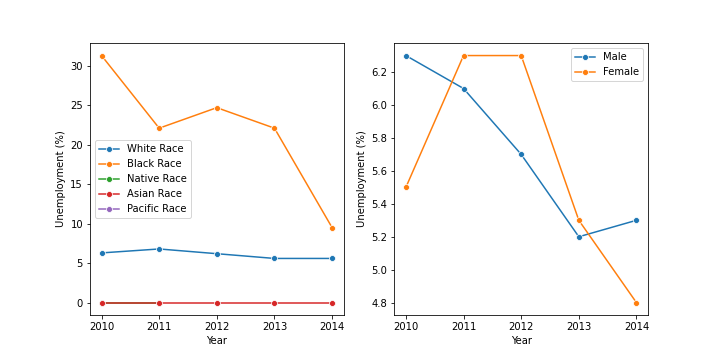 30
25
20
15
10
5
0
Unemployment (%)
White Race
Black Race
Native Race
Asian Race
Pacific Race
2010 2011 2012 2013 2014
Year
6.2
6.0
5.8
5.6
5.4
5.2
5.0
4.8
Unemployment (%)
Male
Female
2010 2011 2012 2013 2014
Year